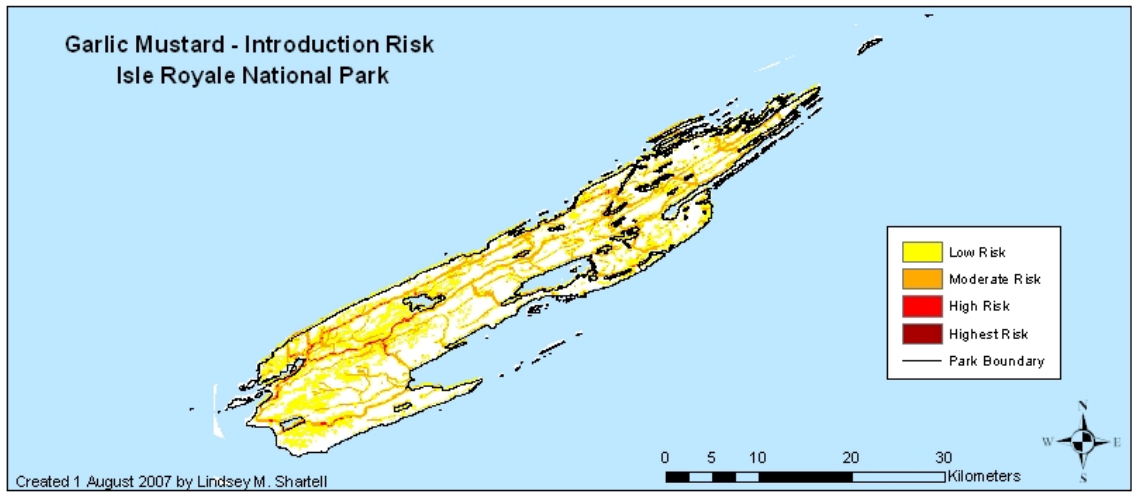 Garlic Mustard - Introduction Risk
Isle Royale National Park
Low Risk
Moderate Risk
High Risk
Highest Risk
Park Boundary
N
W E
S
0 5 10 20 30
Kilometers
Created 1 August 2007 by Lindsey M. Shartell